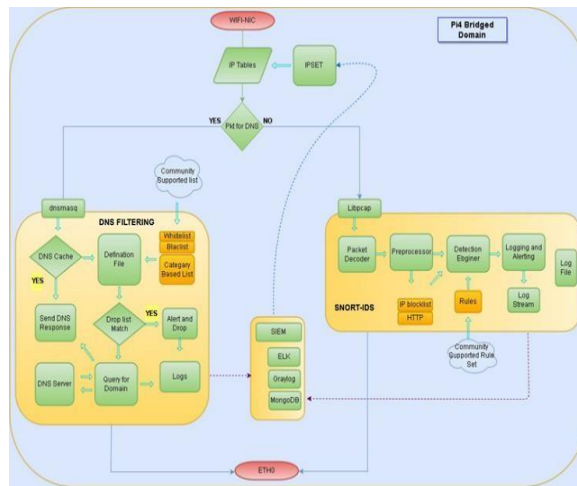 WIFI-NIC
Pi4 Bridged
Domain
IP Tables
IPSET
YES
Pkt for DNS
NO
Community
Supported list
dnsmasq
Libpcap
DNS FILTERING
DNS Cache
Defination
File
Whitelist
Blaclist
Category
Based List
YES
Send DNS
Response
Drop list
Match
YES
Alert and
Drop
DNS Server
Query for
Domain
Logs
Packet
Decoder
Preprocessor
Detection
Enginer
Logging and
Alerting
Log
File
IP blocklist
HTTP
Rules
Log
Stream
SNORT-IDS
Community
Supported Rule
Set
SIEM
ELK
Graylog
MongoDB
ETH0